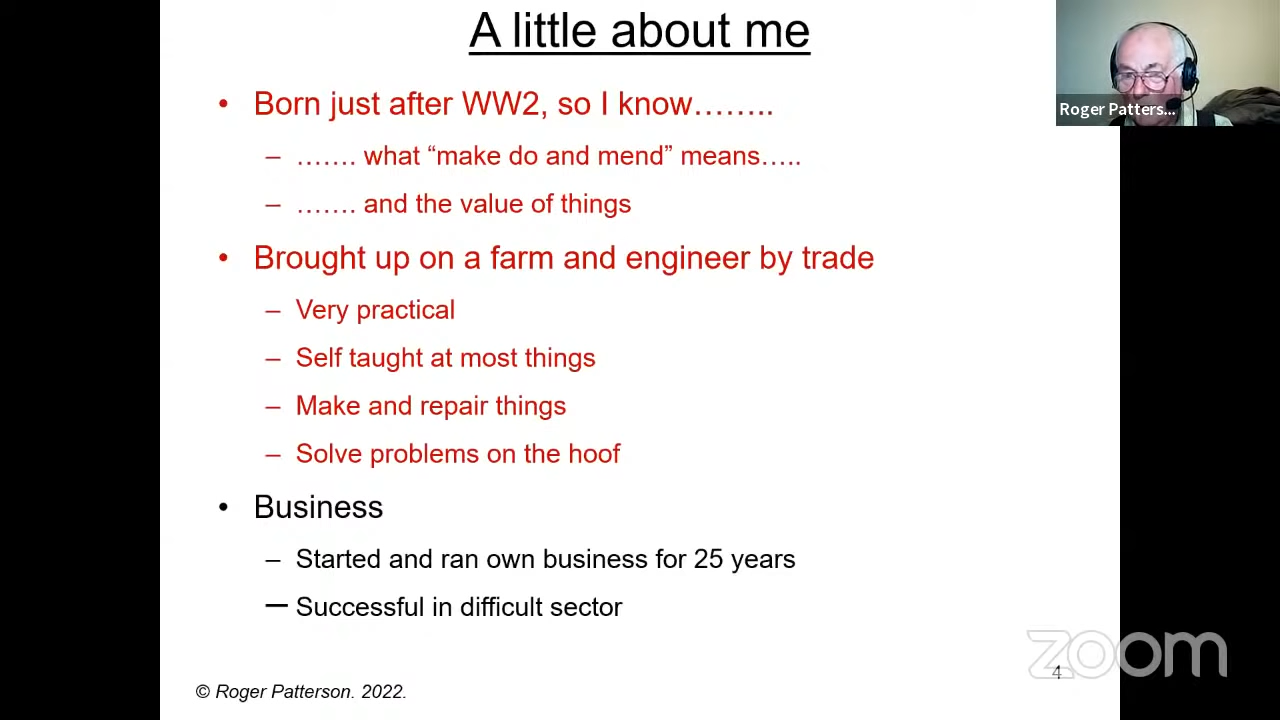 A little about me
Roger Patters...
• Born just after WW2, so I know……..
– ……. what “make do and mend” means…..
– ……. and the value of things
• Brought up on a farm and engineer by trade
– Very practical
– Self taught at most things
– Make and repair things
– Solve problems on the hoof
• Business
– Started and ran own business for 25 years
– Successful in difficult sector
zoom
4
© Roger Patterson. 2022.